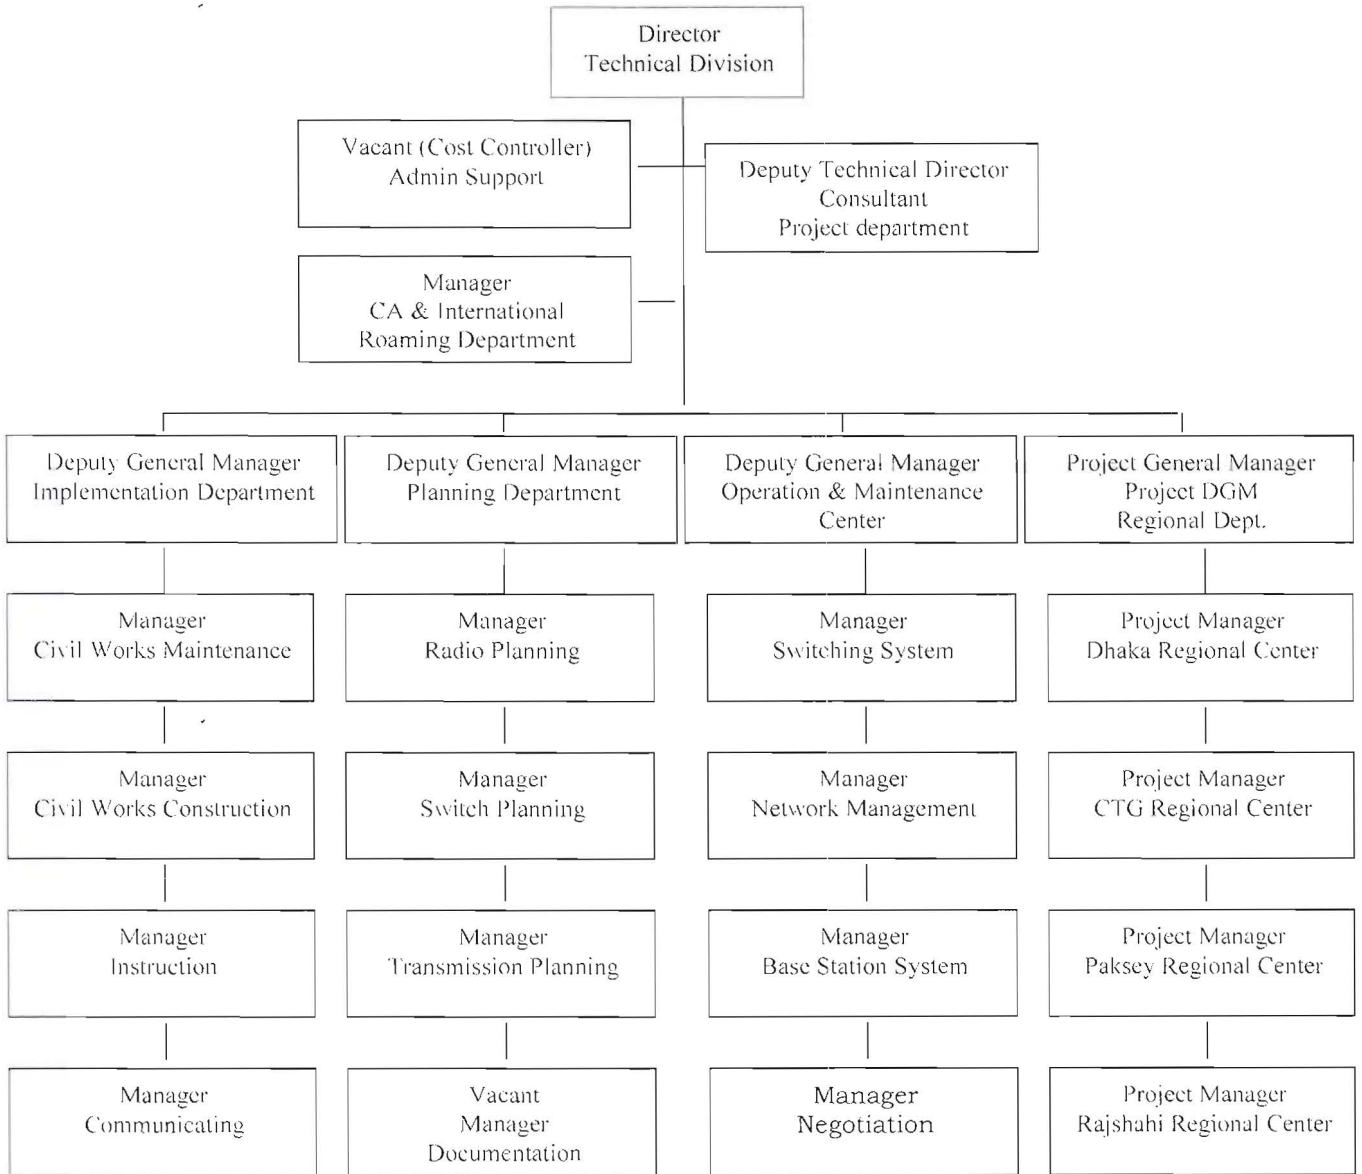 Director
Technical Division
Vacant (Cost Controller)
Admin Support
Deputy Technical Director
Consultant
Project department
Manager
CA & International
Roaming Department
Deputy General Manager
Implementation Department
Deputy General Manager
Planning Department
Deputy General Manager
Operation & Maintenance
Center
Project General Manager
Project DGM
Regional Dept.
Manager
Civil Works Maintenance
Manager
Radio Planning
Manager
Switching System
Project Manager
Dhaka Regional Center
Manager
Civil Works Construction
Manager
Switch Planning
Manager
Network Management
Project Manager
CTG Regional Center
Manager
Instruction
Manager
Transmission Planning
Manager
Base Station System
Project Manager
Paksey Regional Center
Manager
Communicating
Vacant
Manager
Documentation
Manager
Negotiation
Project Manager
Rajshahi Regional Center